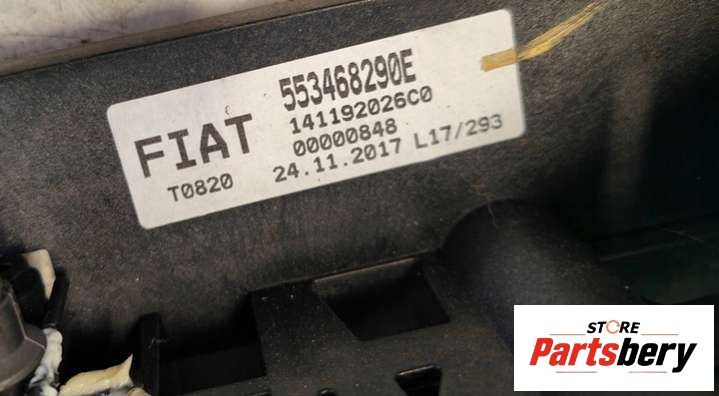 FIAT
553468290E
141192026C0
00000848
T0820
24.11.2017 L17/293
STORE
Partsbery